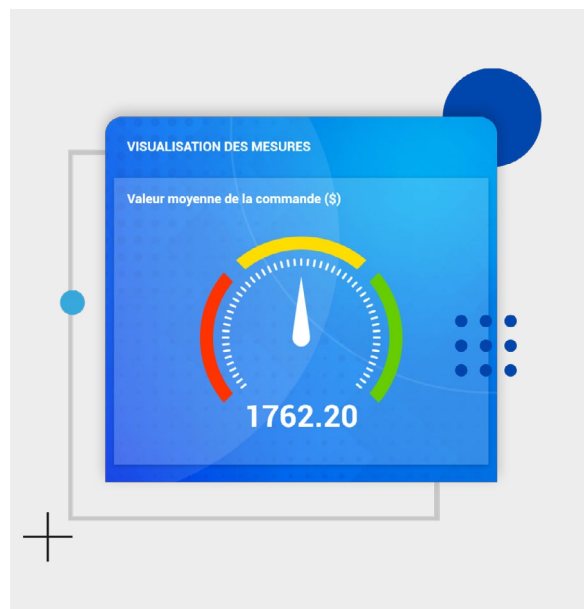 VISUALISATION DES MESURES
Valeur moyenne de la commande ($)
1762.20